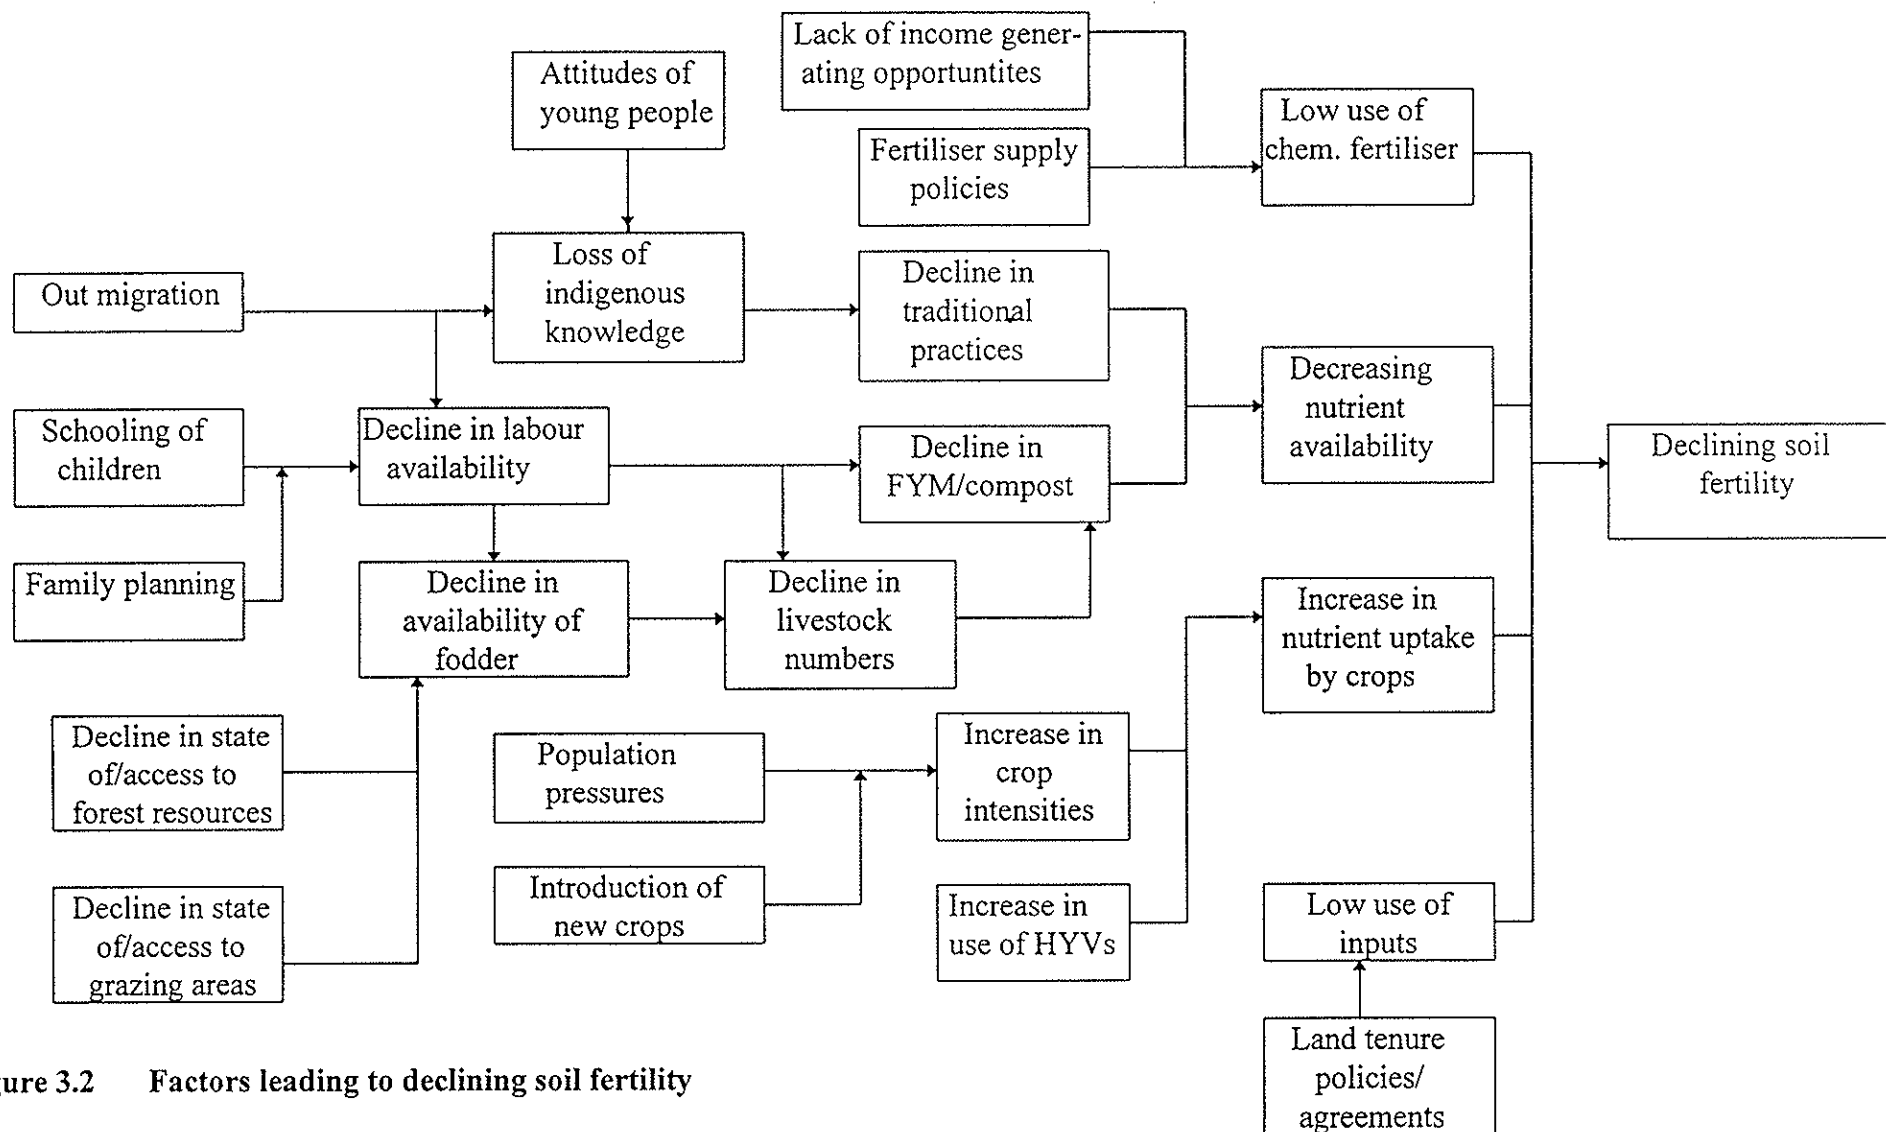 Lack of income gener-
ating opportuntites
Attitudes of
young people
Low use of
chem. fertiliser
Fertiliser supply
policies
Loss of
indigenous
knowledge
Decline in
traditional
practices
Out migration
Decreasing
nutrient
availability
Schooling of
children
Decline in labour
availability
Decline in
FYM/compost
Declining soil
fertility
Family planning
Decline in
availability of
fodder
Decline in
livestock
numbers
Increase in
nutrient uptake
by crops
Decline in state
of/access to
forest resources
Population
pressures
Increase in
crop
intensities
Decline in state
of/access to
grazing areas
Introduction of
new crops
Increase in
use of HYVs
Low use of
inputs
Land tenure
policies/
agreements
ure 3.2 Factors leading to declining soil fertility